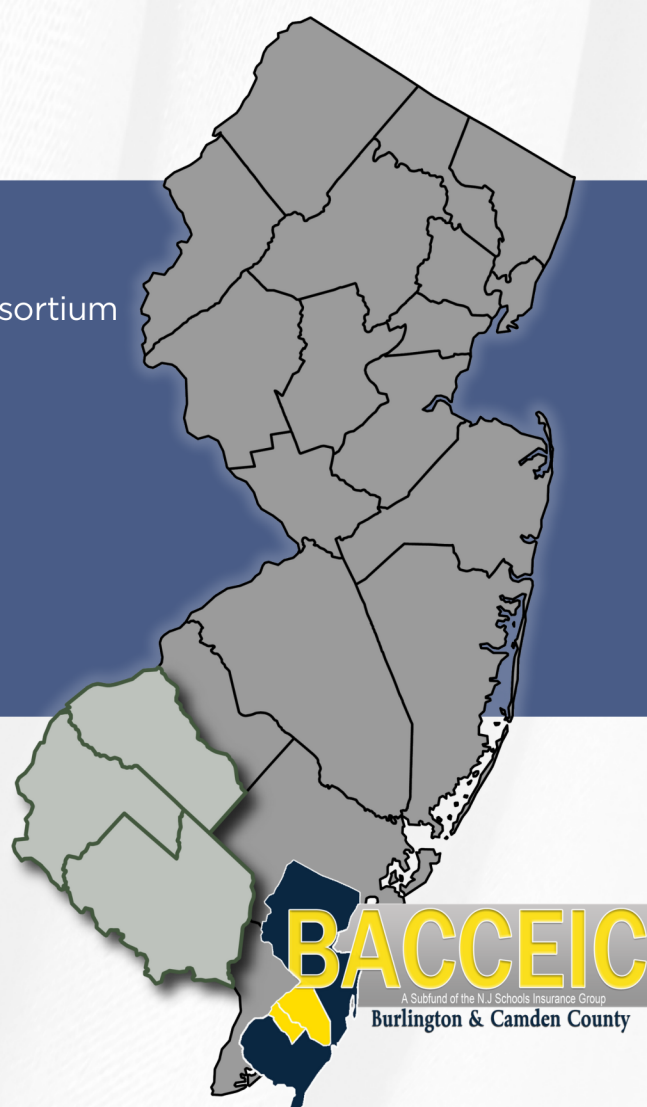 sortium
BACCEIC
A Subfund of the N.J Schools Insurance Group
Burlington & Camden County